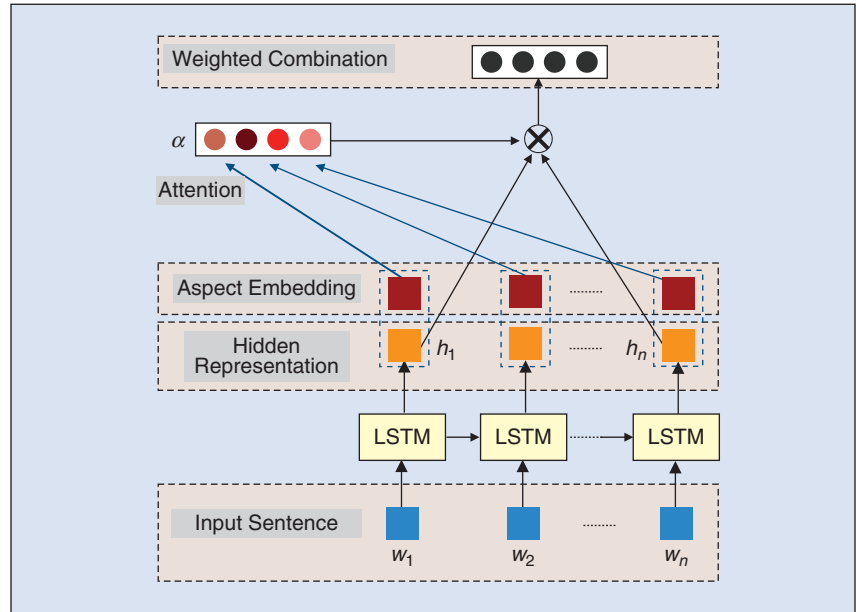 Weighted Combination
α
Attention
Aspect Embedding
Hidden
Representation
h1
hn
LSTM
LSTM
LSTM
Input Sentence
w1
w2
wn